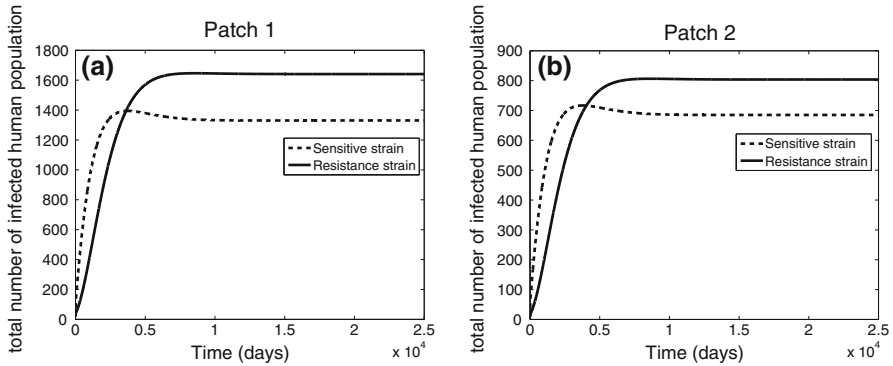 Patch 1
(a)
total number of infected human population
1800
1600
1400
1200
1000
800
600
400
200
0
0
0.5
1
1.5
2
2.5
x 10^4
Time (days)
Sensitive strain
Resistance strain
Patch 2
(b)
total number of infected human population
900
800
700
600
500
400
300
200
100
0
0
0.5
1
1.5
2
2.5
x 10^4
Time (days)
Sensitive strain
Resistance strain